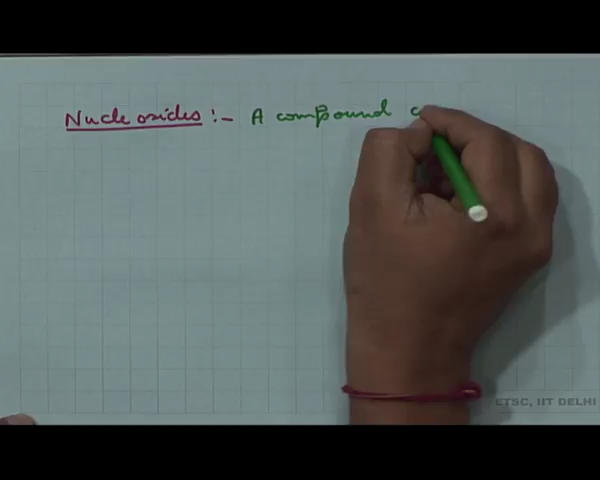 Nucleosides :- A compound c
ETSC, IIT DELHI